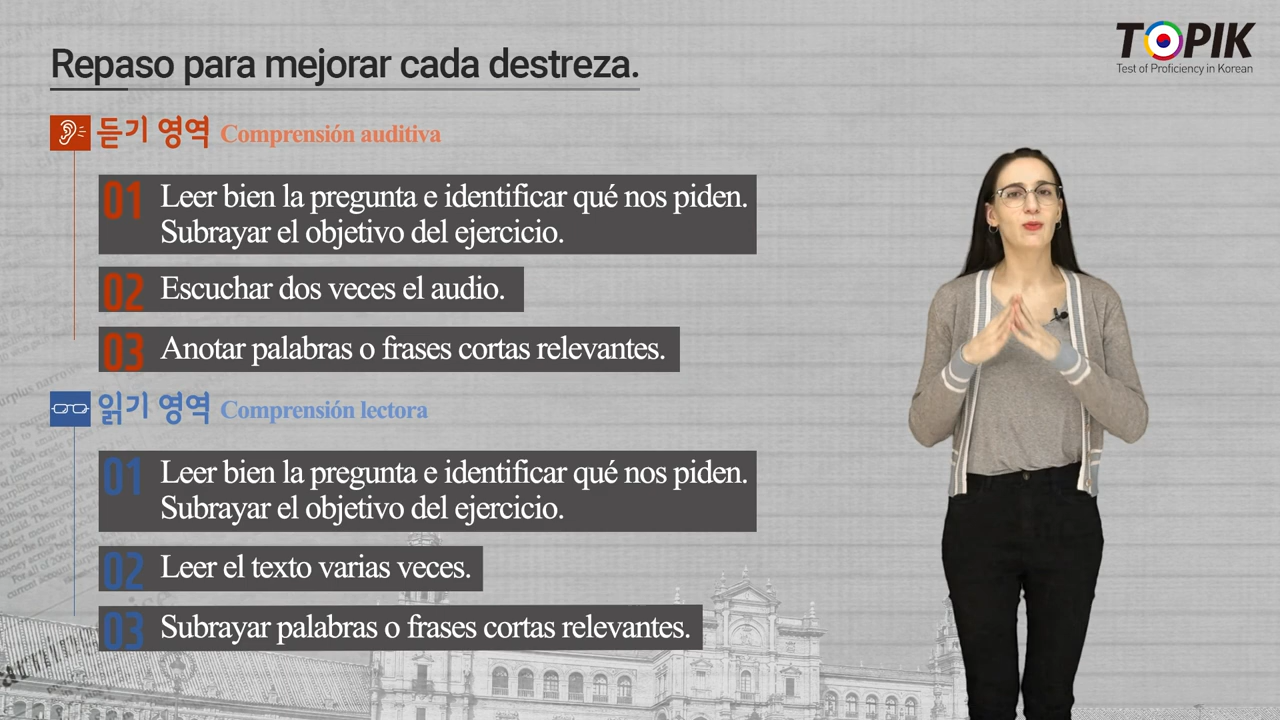 TOPIK
Test of Proficiency in Korean
Repaso para mejorar cada destreza.
듣기 영역 Comprensión auditiva
01 Leer bien la pregunta e identificar qué nos piden.
Subrayar el objetivo del ejercicio.
02 Escuchar dos veces el audio.
03 Anotar palabras o frases cortas relevantes.
읽기 영역 Comprensión lectora
01 Leer bien la pregunta e identificar qué nos piden.
Subrayar el objetivo del ejercicio.
02 Leer el texto varias veces.
03 Subrayar palabras o frases cortas relevantes.